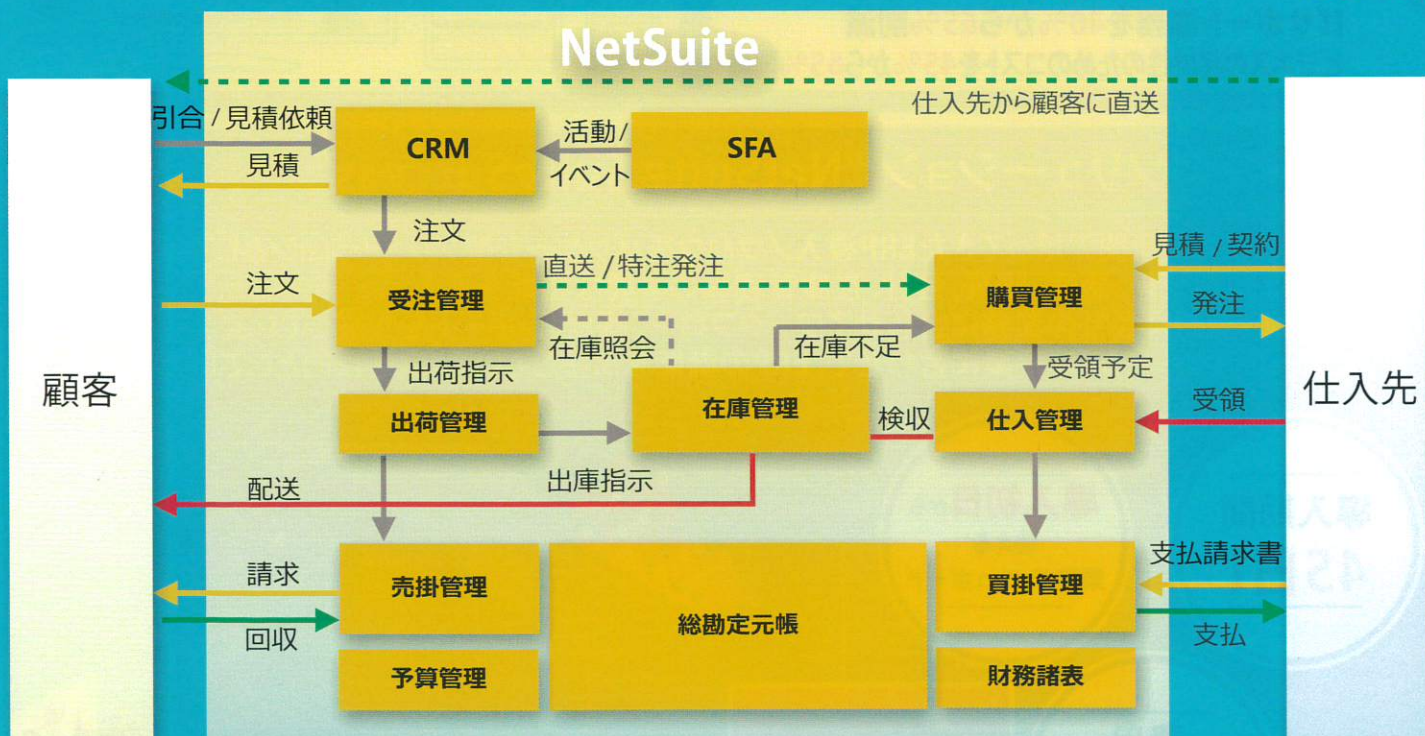 NetSuite
仕入先から顧客に直送
引合 / 見積依頼
CRM
活動 /
イベント
SFA
見積
注文
見積 / 契約
注文
受注管理
直送 / 特注発注
購買管理
発注
在庫照会
在庫不足
顧客
出荷指示
受領予定
仕入先
出荷管理
在庫管理
検収
仕入管理
受領
配送
出庫指示
請求
売掛管理
総勘定元帳
買掛管理
支払請求書
回収
支払
予算管理
財務諸表